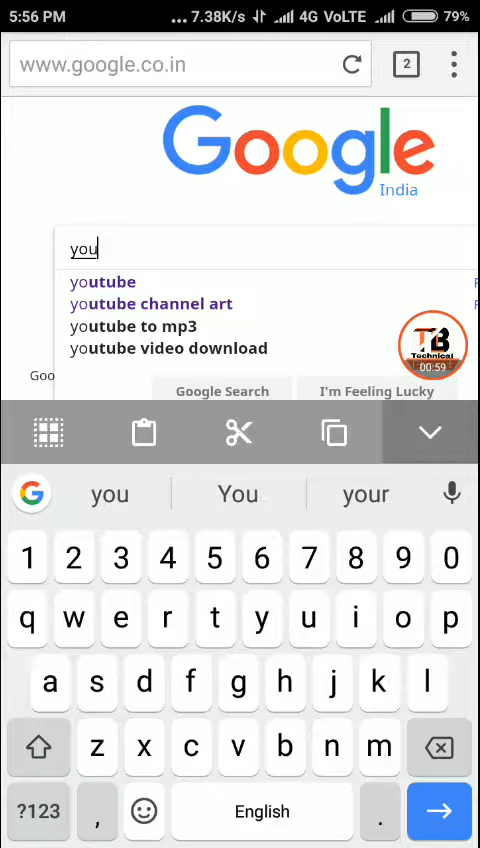 5:56 PM ... 7.38K/s 4G VoLTE 79%
www.google.co.in 2
Google
India
you
youtube
youtube channel art
youtube to mp3
youtube video download
TB
Technical
00:59
Goo
Google Search I'm Feeling Lucky
G you You your
1 2 3 4 5 6 7 8 9 0
q w e r t y u i o p
a s d f g h j k l
z x c v b n m
?123 , English .